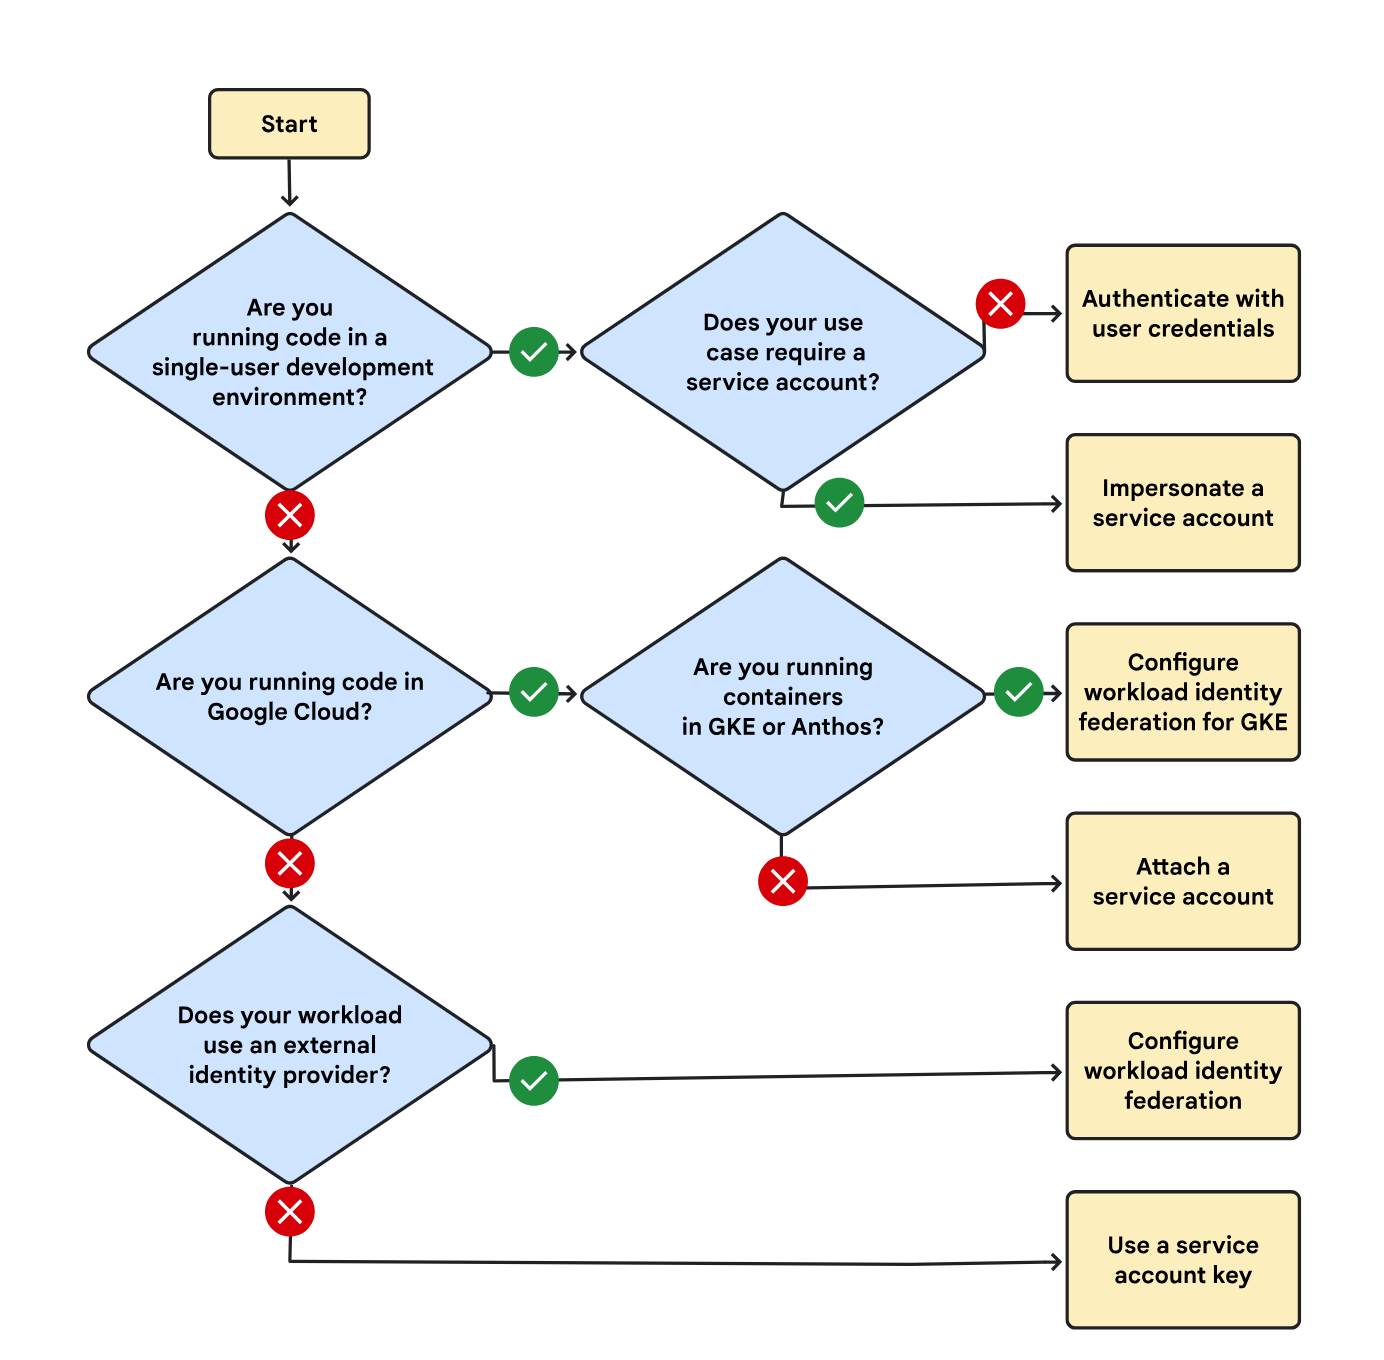 Start
Are you
running code in a
single-user development
environment?
Does your use
case require a
service account?
Authenticate with
user credentials
Impersonate a
service account
Are you running code in
Google Cloud?
Are you running
containers
in GKE or Anthos?
Configure
workload identity
federation for GKE
Attach a
service account
Does your workload
use an external
identity provider?
Configure
workload identity
federation
Use a service
account key